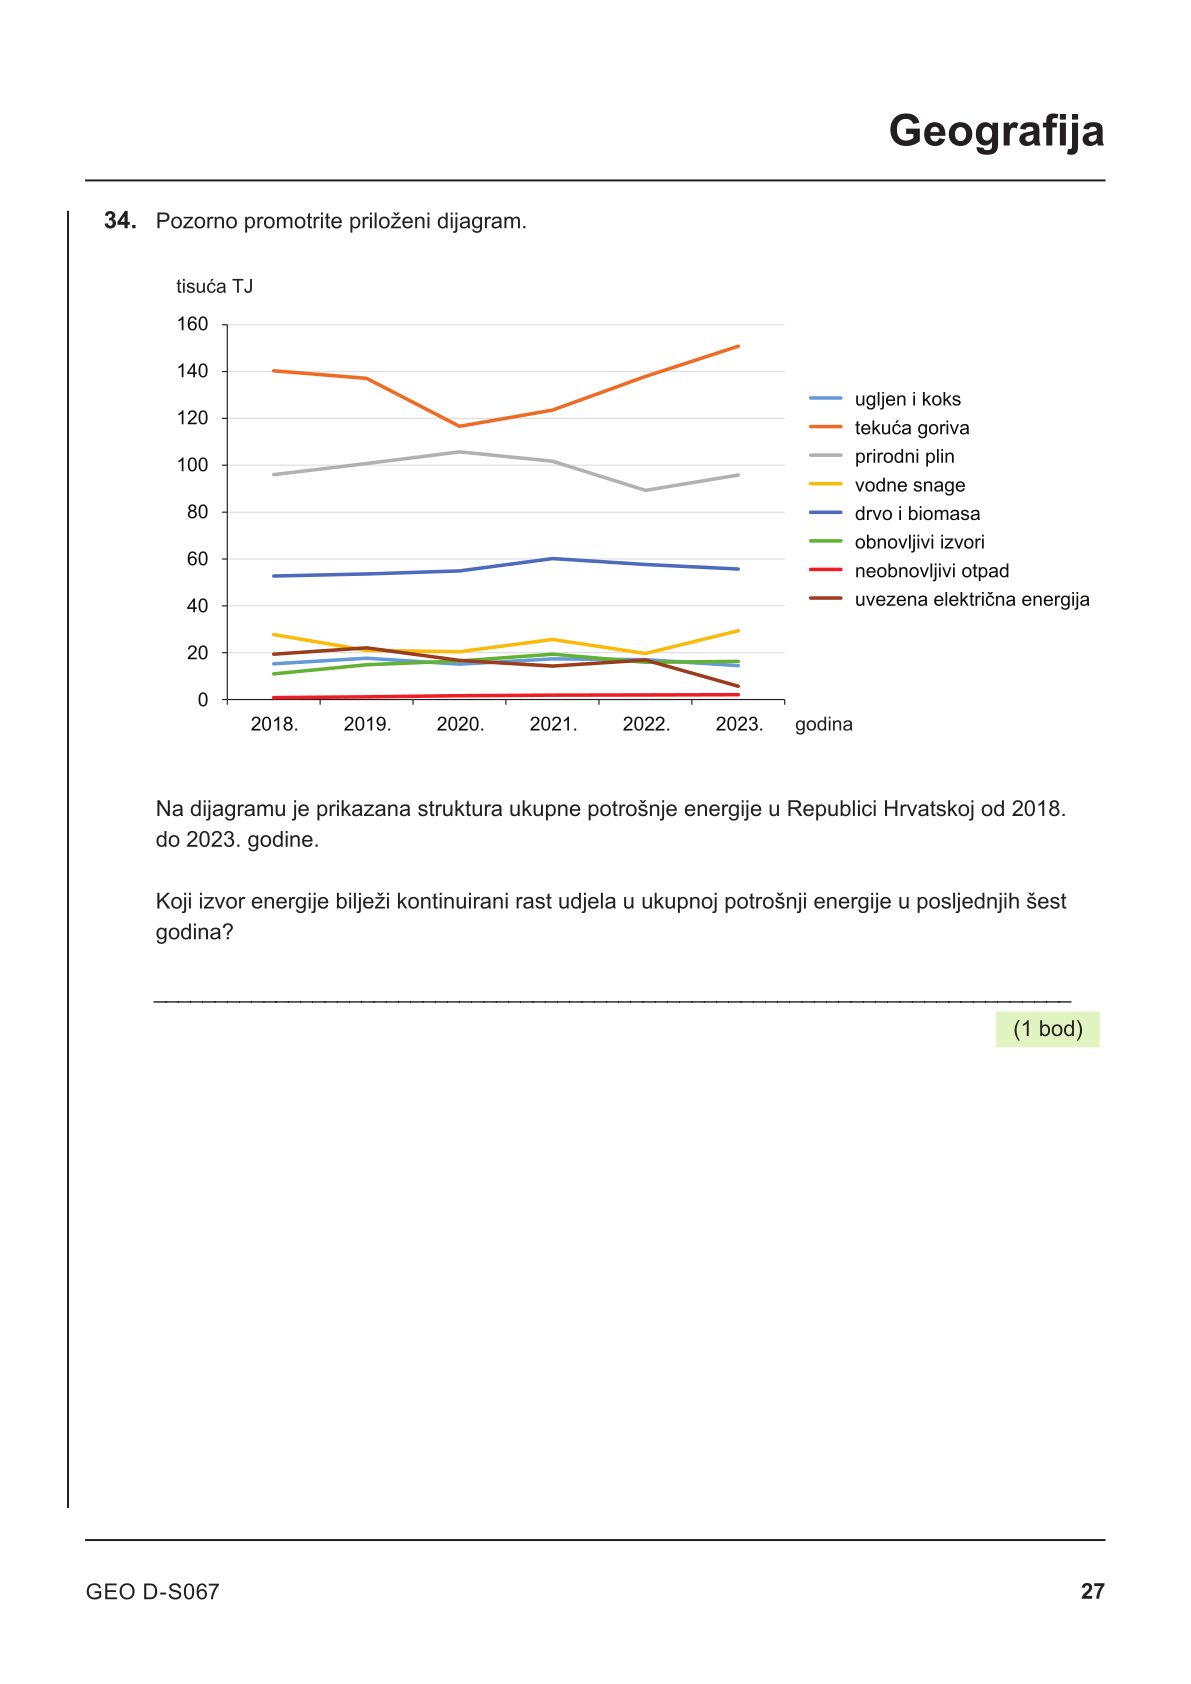 Geografija
34. Pozorno promotrite priloženi dijagram.
tisuća TJ
160
140
120
100
80
60
40
20
0
2018. 2019. 2020. 2021. 2022. 2023. godina
ugljen i koks
tekuća goriva
prirodni plin
vodne snage
drvo i biomasa
obnovljivi izvori
neobnovljivi otpad
uvezena električna energija
Na dijagramu je prikazana struktura ukupne potrošnje energije u Republici Hrvatskoj od 2018.
do 2023. godine.
Koji izvor energije bilježi kontinuirani rast udjela u ukupnoj potrošnji energije u posljednjih šest
godina?
(1 bod)
GEO D-S067
27